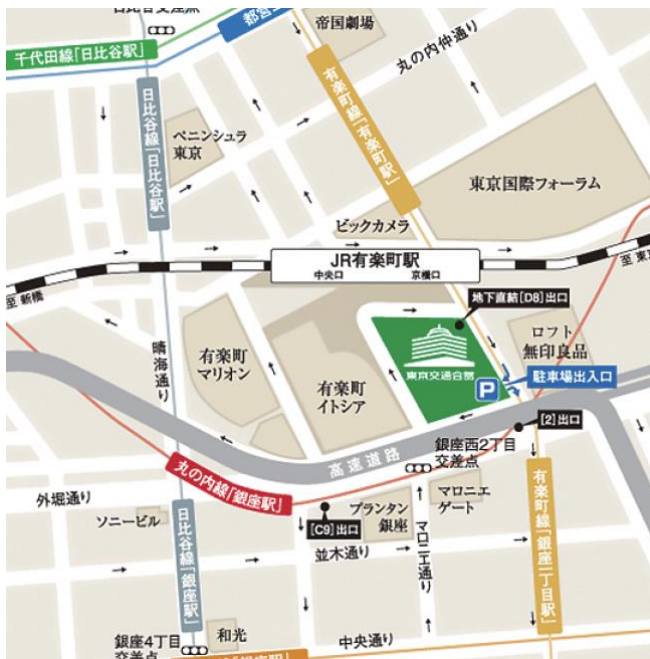 日比谷交差点
帝国劇場
都営
千代田線「日比谷駅」
丸の内仲通り
日比谷線「日比谷駅」
有楽町線「有楽町駅」
ペニンシュラ
東京
東京国際フォーラム
ビックカメラ
JR有楽町駅
中央口
京橋口
至 新橋
至 東京
地下直結[D8]出口
晴海通り
有楽町
マリオン
有楽町
イトシア
東京交通会館
ロフト
無印良品
P
駐車場出入口
[2]出口
高速道路
銀座西2丁目
交差点
丸の内線「銀座駅」
外堀通り
ソニービル
日比谷線「銀座駅」
[C9]出口
プランタン
銀座
マロニエ
ゲート
マロニエ通り
有楽町線「銀座一丁目駅」
並木通り
和光
中央通り
銀座4丁目
交差点
「銀座駅」